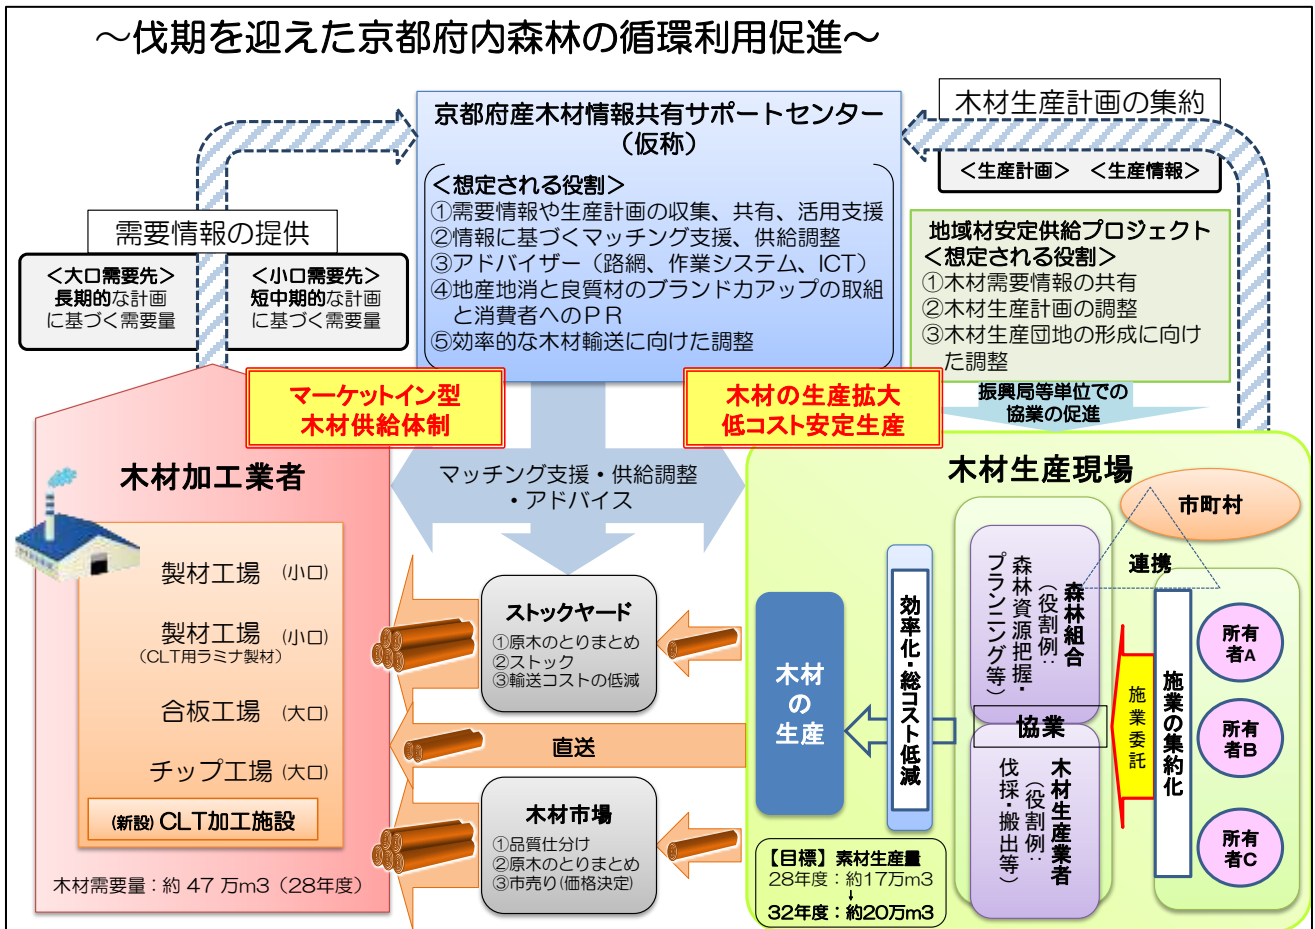 ～伐期を迎えた京都府内森林の循環利用促進～
京都府産木材情報共有サポートセンター
（仮称）
＜想定される役割＞
①需要情報や生産計画の収集、共有、活用支援
②情報に基づくマッチング支援、供給調整
③アドバイザー（路網、作業システム、ICT）
④地産地消と良質材のブランド力アップの取組
と消費者へのＰＲ
⑤効率的な木材輸送に向けた調整
木材生産計画の集約
＜生産計画＞ ＜生産情報＞
需要情報の提供
＜大口需要先＞
長期的な計画
に基づく需要量
＜小口需要先＞
短中期的な計画
に基づく需要量
地域材安定供給プロジェクト
＜想定される役割＞
①木材需要情報の共有
②木材生産計画の調整
③木材生産団地の形成に向け
た調整
振興局等単位での
協業の促進
マーケットイン型
木材供給体制
木材の生産拡大
低コスト安定生産
マッチング支援・供給調整
・アドバイス
木材加工業者
製材工場 (小口)
製材工場 (小口)
（CLT用ラミナ製材）
合板工場 (大口)
チップ工場 (大口)
(新設) CLT加工施設
木材需要量：約 47 万m3（28年度）
ストックヤード
①原木のとりまとめ
②ストック
③輸送コストの低減
直送
木材市場
①品質仕分け
②原木のとりまとめ
③市売り(価格決定)
木材生産現場
市町村
連携
木材
の
生産
効率化・総コスト低減
森林組合
（役割例：
森林資源把握・
プランニング等）
協業
木材生産業者
（役割例：
伐採・搬出等）
施業委託
施業の集約化
所有
者A
所有
者B
所有
者C
【目標】素材生産量
28年度：約17万m3
↓
32年度：約20万m3